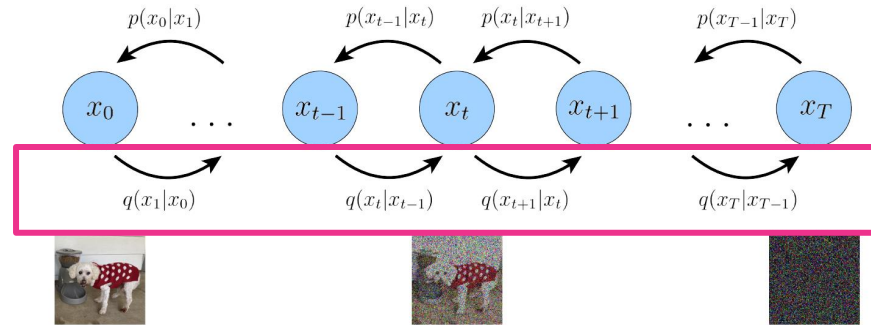 p(x_0|x_1) p(x_{t-1}|x_t) p(x_t|x_{t+1}) p(x_{T-1}|x_T)
x_0 ... x_{t-1} x_t x_{t+1} ... x_T
q(x_1|x_0) q(x_t|x_{t-1}) q(x_{t+1}|x_t) q(x_T|x_{T-1})